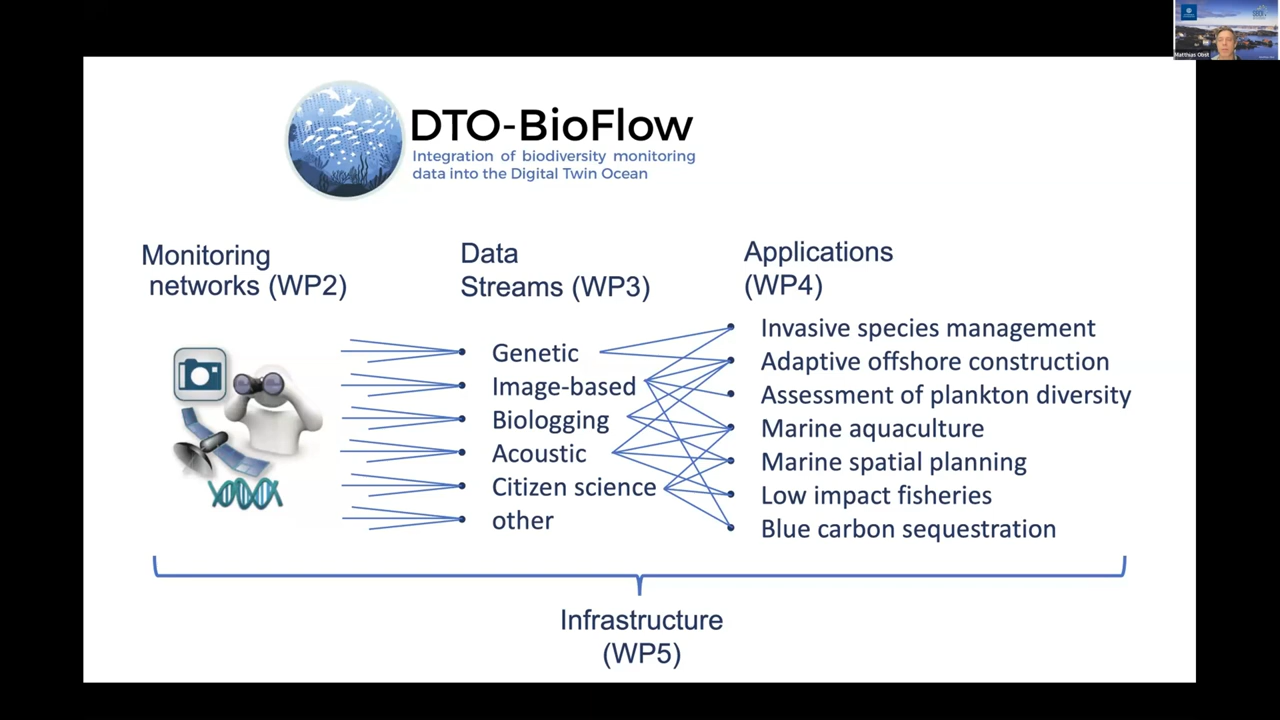 Matthias Obst
DTO-BioFlow
Integration of biodiversity monitoring
data into the Digital Twin Ocean
Monitoring
networks (WP2)
Data
Streams (WP3)
Applications
(WP4)
Genetic
Image-based
Biologging
Acoustic
Citizen science
other
Invasive species management
Adaptive offshore construction
Assessment of plankton diversity
Marine aquaculture
Marine spatial planning
Low impact fisheries
Blue carbon sequestration
Infrastructure
(WP5)